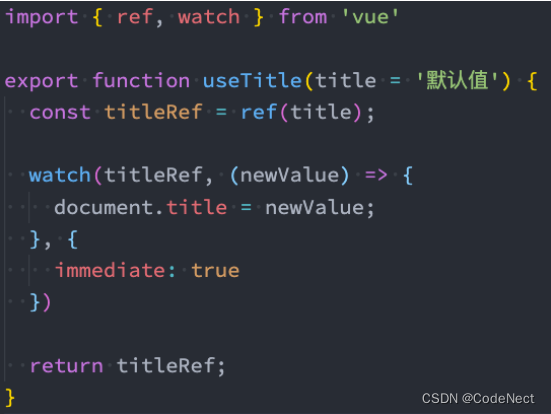 import { ref, watch } from 'vue'
export function useTitle(title = '默认值') {
const titleRef = ref(title);
watch(titleRef, (newValue) => {
document.title = newValue;
}, {
immediate: true
})
return titleRef;
}
CSDN @CodeNect